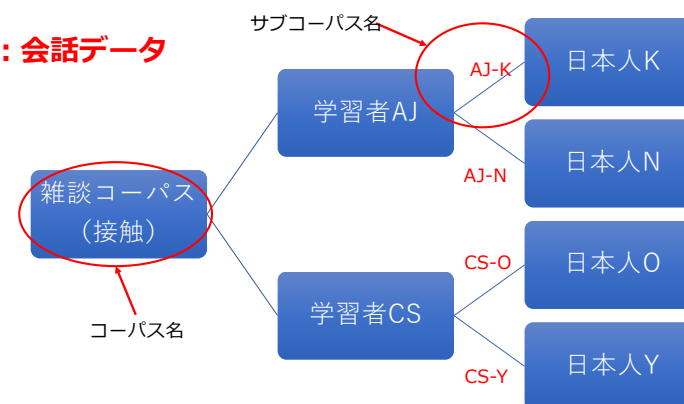 サブコーパス名
: 会話データ
AJ-K
日本人K
学習者AJ
AJ-N
日本人N
雑談コーパス
（接触）
CS-O
日本人O
学習者CS
コーパス名
CS-Y
日本人Y